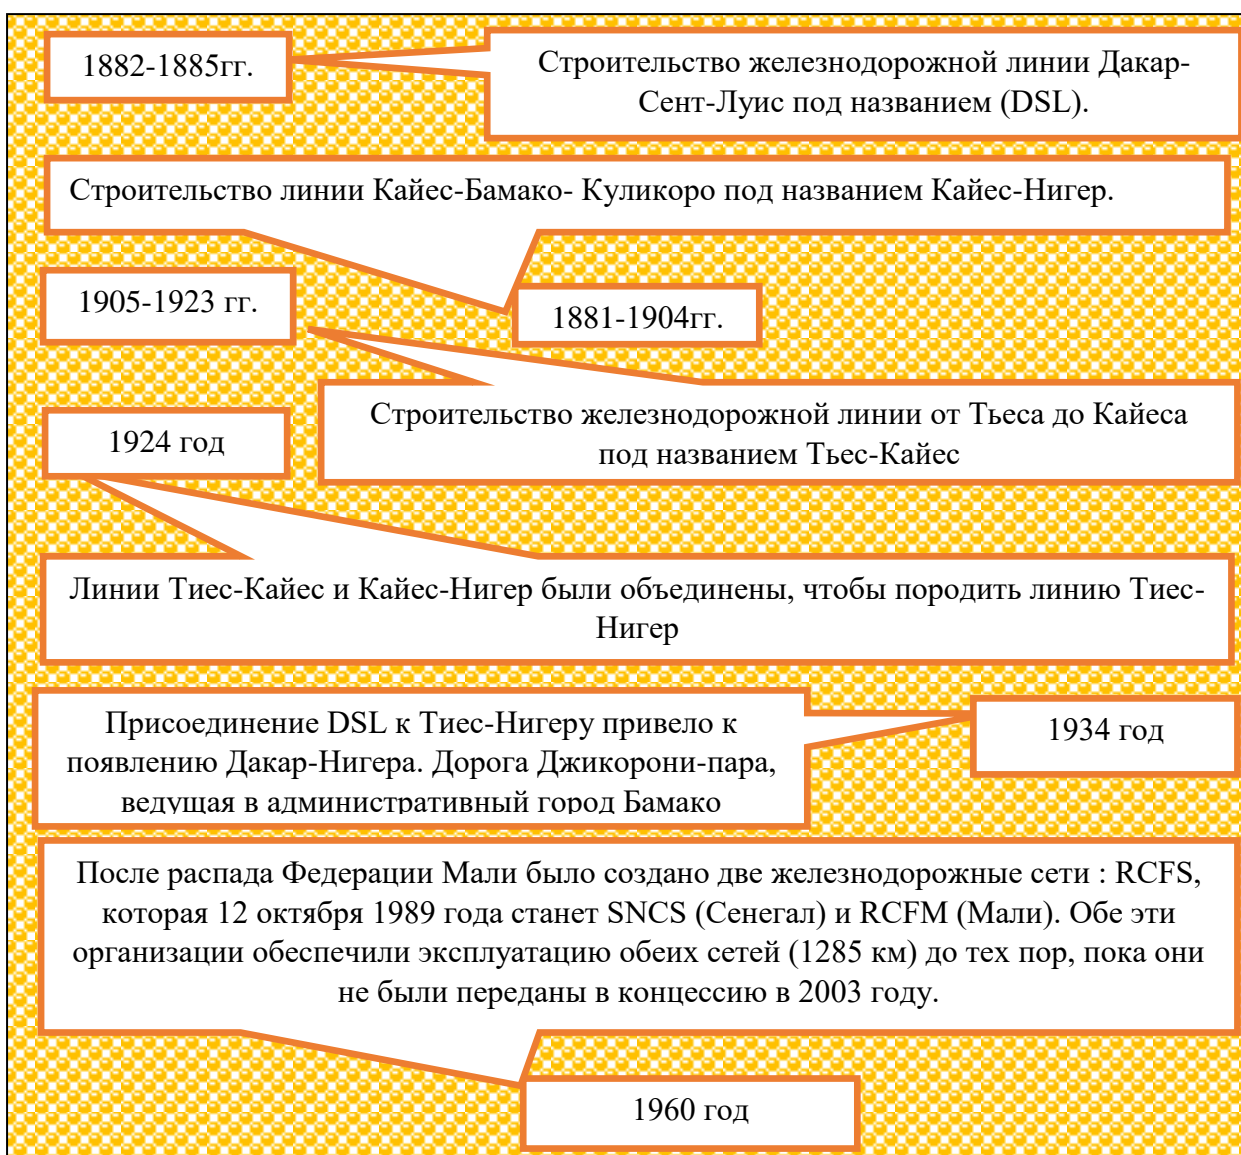 1882-1885гг.
Строительство железнодорожной линии Дакар-
Сент-Луис под названием (DSL).
Строительство линии Кайес-Бамако- Куликоро под названием Кайес-Нигер.
1905-1923 гг.
1881-1904гг.
Строительство железнодорожной линии от Тьеса до Кайеса
под названием Тьес-Кайес
1924 год
Линии Тиес-Кайес и Кайес-Нигер были объединены, чтобы породить линию Тиес-
Нигер
Присоединение DSL к Тиес-Нигеру привело к
появлению Дакар-Нигера. Дорога Джикорони-пара,
ведущая в административный город Бамако
1934 год
После распада Федерации Мали было создано две железнодорожные сети : RCFS,
которая 12 октября 1989 года станет SNCS (Сенегал) и RCFM (Мали). Обе эти
организации обеспечили эксплуатацию обеих сетей (1285 км) до тех пор, пока они
не были переданы в концессию в 2003 году.
1960 год